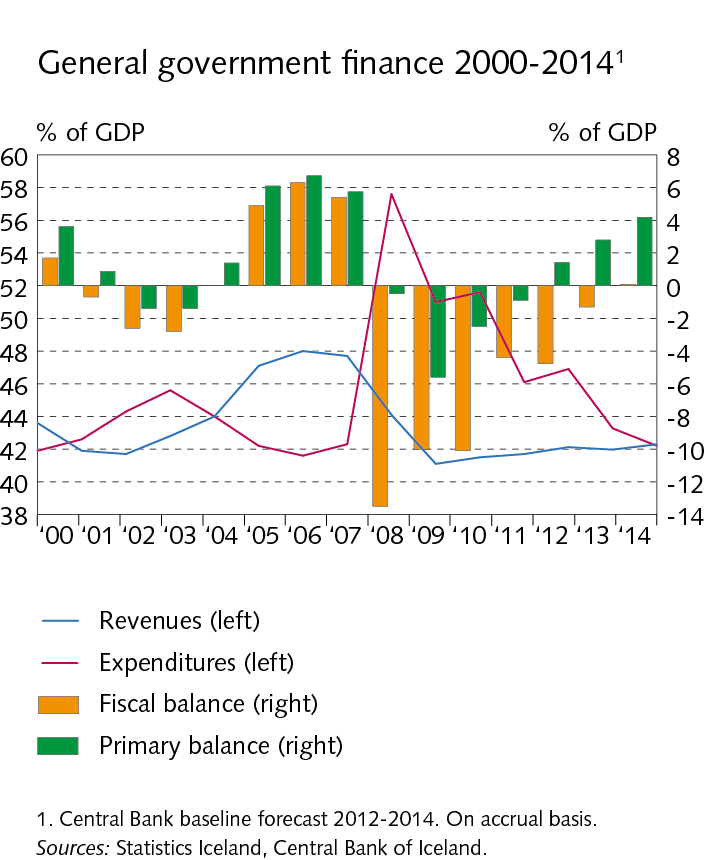 General government finance 2000-2014¹
% of GDP % of GDP
60 8
58 6
56 4
54 2
52 0
50 -2
48 -4
46 -6
44 -8
42 -10
40 -12
38 -14
‘00 ‘01 ‘02 ‘03 ‘04 ‘05 ‘06 ‘07 ‘08 ‘09 ‘10 ‘11 ‘12 ‘13 ‘14
Revenues (left)
Expenditures (left)
Fiscal balance (right)
Primary balance (right)
1. Central Bank baseline forecast 2012-2014. On accrual basis.
Sources: Statistics Iceland, Central Bank of Iceland.